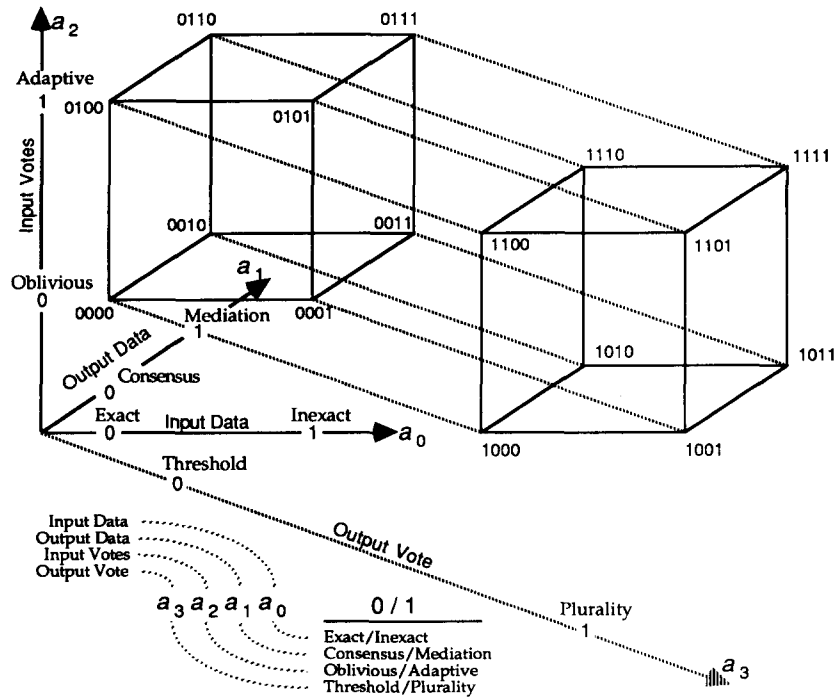 a2
0110
0111
Adaptive
1
0100
0101
Input Votes
1110
1111
0010
0011
1100
1101
a1
Oblivious
0
0000
Mediation
0001
1
Output Data
1010
1011
Consensus
0
Exact
Input Data
Inexact
0
1
a0
1000
1001
Threshold
0
Output Vote
Input Data
Output Data
Input Votes
Output Vote
a3 a2 a1 a0
0 / 1
Exact/Inexact
Consensus/Mediation
Oblivious/Adaptive
Threshold/Plurality
Plurality
1
a3